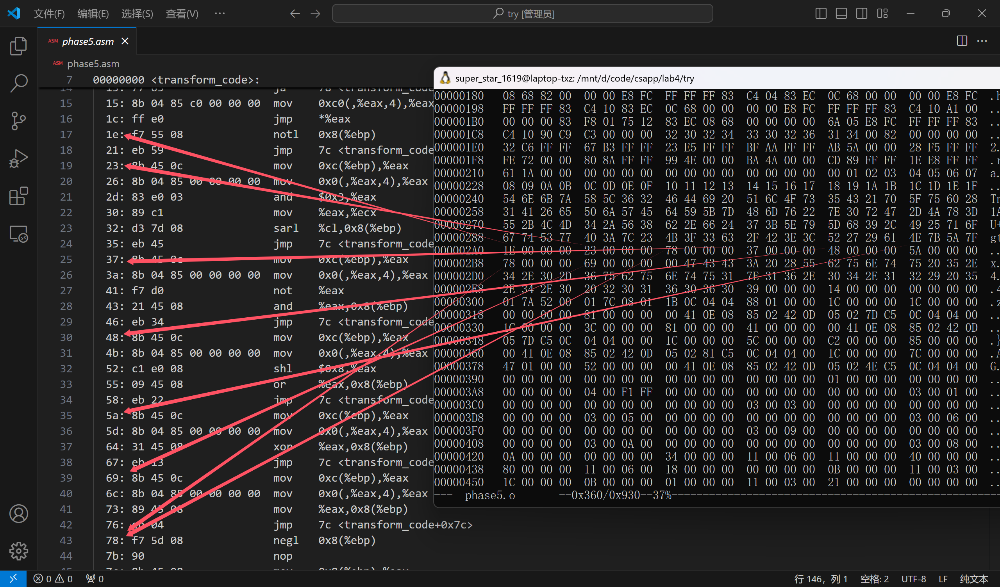 文件(F) 编辑(E) 选择(S) 查看(V) ···
try [管理员]
ASM phase5.asm
ASM phase5.asm
7 00000000 <transform_code>:
15 15: 8b 04 85 c0 00 00 00 mov 0xc0(,%eax,4),%eax
16 1c: ff e0 jmp *%eax
17 1e: f7 55 08 notl 0x8(%ebp)
18 21: eb 59 jmp 7c <transform_code
19 23: 8b 45 0c mov 0xc(%ebp),%eax
20 26: 8b 04 85 00 00 00 00 mov 0x0(,%eax,4),%eax
21 2d: 83 e0 03 and $0x3,%eax
22 30: 89 c1 mov %eax,%ecx
23 32: d3 7d 08 sarl %cl,0x8(%ebp)
24 35: eb 45 jmp 7c <transform_code
25 37: 8b 45 0c mov 0xc(%ebp),%eax
26 3a: 8b 04 85 00 00 00 00 mov 0x0(,%eax,4),%eax
27 41: f7 d0 not %eax
28 43: 21 45 08 and %eax,0x8(%ebp)
29 46: eb 34 jmp 7c <transform_code
30 48: 8b 45 0c mov 0xc(%ebp),%eax
31 4b: 8b 04 85 00 00 00 00 mov 0x0(,%eax,4),%eax
32 52: c1 e0 08 shl $0x8,%eax
33 55: 09 45 08 or %eax,0x8(%ebp)
34 58: eb 22 jmp 7c <transform_code
35 5a: 8b 45 0c mov 0xc(%ebp),%eax
36 5d: 8b 04 85 00 00 00 00 mov 0x0(,%eax,4),%eax
37 64: 31 45 08 xor %eax,0x8(%ebp)
38 67: eb 13 jmp 7c <transform_code
39 69: 8b 45 0c mov 0xc(%ebp),%eax
40 6c: 8b 04 85 00 00 00 00 mov 0x0(,%eax,4),%eax
41 73: 89 45 08 mov %eax,0x8(%ebp)
42 76: eb 04 jmp 7c <transform_code+0x7c>
43 78: f7 5d 08 negl 0x8(%ebp)
44 7b: 90 nop
super_star_1619@laptop-txz: /mnt/d/code/csapp/lab4/try
00000180 08 68 82 00 00 00 E8 FC FF FF FF 83 C4 04 83 EC 0C 68 00 00 00 00 E8 FC .h
00000198 FF FF FF 83 C4 10 83 EC 0C 68 00 00 00 00 E8 FC FF FF FF 83 C4 10 A1 00 ..
000001B0 00 00 00 83 F8 01 75 12 83 EC 08 68 00 00 00 00 6A 05 E8 FC FF FF FF 83 ..
000001C8 C4 10 90 C9 C3 00 00 00 32 30 32 34 33 30 32 36 31 34 00 82 00 00 00 00 ..
000001E0 32 C6 FF FF 67 B3 FF FF 23 E5 FF FF BF AA FF FF AB 5A 00 00 28 F5 FF FF 2.
000001F8 FE 72 00 00 80 8A FF FF 99 4E 00 00 BA 4A 00 00 CD 89 FF FF 1E E8 FF FF .r
00000210 61 1A 00 00 00 00 00 00 00 00 00 00 00 00 00 00 00 01 02 03 04 05 06 07 a.
00000228 08 09 0A 0B 0C 0D 0E 0F 10 11 12 13 14 15 16 17 18 19 1A 1B 1C 1D 1E 1F ..
00000240 54 6E 6B 7A 58 5C 36 32 46 44 69 20 51 6C 4F 73 35 43 21 70 5F 75 60 28 Tn
00000258 31 41 26 65 50 6A 57 45 64 59 5B 7D 48 6D 76 22 7E 30 72 47 2D 4A 78 3D 1A
00000270 55 2B 4C 4D 34 2A 56 38 62 2E 66 24 37 3B 5E 79 5D 68 39 2C 49 25 71 6F U+
00000288 67 74 53 77 40 3A 7C 23 4B 3F 33 63 2F 42 3E 3C 52 27 29 61 4E 7B 5A 7F gt
000002A0 1E 00 00 00 23 00 00 00 78 00 00 00 37 00 00 00 48 00 00 00 5A 00 00 00 ..
000002B8 78 00 00 00 69 00 00 00 00 47 43 43 3A 20 28 55 62 75 6E 74 75 20 35 2E x.
000002D0 34 2E 30 2D 36 75 62 75 6E 74 75 31 7E 31 36 2E 30 34 2E 31 32 29 20 35 4.
000002E8 2E 34 2E 30 20 32 30 31 36 30 36 30 39 00 00 00 14 00 00 00 00 00 00 00 .4
00000300 01 7A 52 00 01 7C 08 01 1B 0C 04 04 88 01 00 00 1C 00 00 00 1C 00 00 00 .z
00000318 00 00 00 00 81 00 00 00 00 41 0E 08 85 02 42 0D 05 02 7D C5 0C 04 04 00 ..
00000330 1C 00 00 00 3C 00 00 00 81 00 00 00 41 00 00 00 00 41 0E 08 85 02 42 0D ..
00000348 05 7D C5 0C 04 04 00 00 1C 00 00 00 5C 00 00 00 C2 00 00 00 85 00 00 00 .}
00000360 00 41 0E 08 85 02 42 0D 05 02 81 C5 0C 04 04 00 1C 00 00 00 7C 00 00 00 .A
00000378 47 01 00 00 52 00 00 00 00 41 0E 08 85 02 42 0D 05 02 4E C5 0C 04 04 00 G.
00000390 00 00 00 00 00 00 00 00 00 00 00 00 00 00 00 00 01 00 00 00 00 00 00 00 ..
000003A8 00 00 00 00 04 00 F1 FF 00 00 00 00 00 00 00 00 00 00 00 00 03 00 01 00 ..
000003C0 00 00 00 00 00 00 00 00 00 00 00 00 03 00 03 00 00 00 00 00 00 00 00 00 ..
000003D8 00 00 00 00 03 00 05 00 00 00 00 00 00 00 00 00 00 00 00 00 03 00 06 00 ..
000003F0 00 00 00 00 00 00 00 00 00 00 00 00 03 00 09 00 00 00 00 00 00 00 00 00 ..
00000408 00 00 00 00 03 00 0A 00 00 00 00 00 00 00 00 00 00 00 00 00 03 00 08 00 ..
00000420 0A 00 00 00 00 00 00 00 34 00 00 00 11 00 06 00 11 00 00 00 40 00 00 00 ..
00000438 80 00 00 00 11 00 06 00 18 00 00 00 00 00 00 00 0B 00 00 00 11 00 03 00 ..
00000450 1C 00 00 00 0B 00 00 00 01 00 00 00 11 00 03 00 21 00 00 00 00 00 00 00 ..
--- phase5.o --0x360/0x930--37%--------------------------------------------------
0 0 0 行 146，列 1 空格: 2 UTF-8 LF 纯文本